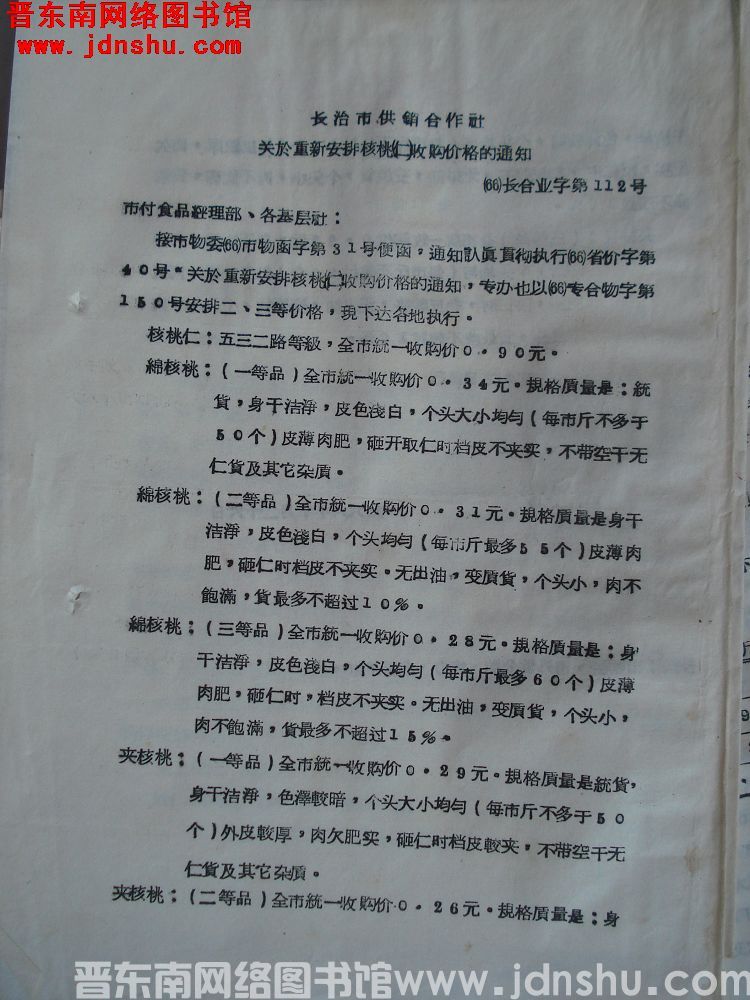 晋东南网络图书馆
www.jdnshu.com
长治市供销合作社
关於重新安排核桃(仁)收购价格的通知
(66)长合业字第112号
市付食品经理部、各基层社：
接市物委(66)市物函字第31号便函，通知认真貫彻执行(66)省价字第
40号“关於重新安排核桃(仁)收购价格的通知，专办也以(66)专合物字第
150号安排二、三等价格，現下达各地执行。
核桃仁：五三二路等級，全市統一收购价0．90元。
綿核桃：(一等品)全市統一收购价0．34元。規格质量是：統
貨，身干洁淨，皮色淺白，个头大小均匀(每市斤不多于
50个)皮薄肉肥，砸开取仁时档皮不夹实，不带空干无
仁貨及其它杂质。
綿核桃：(二等品)全市統一收购价0．31元。規格质量是身干
洁淨，皮色淺白，个头均匀(每市斤最多55个)皮薄肉
肥，砸仁时档皮不夹实。无出油，变质貨，个头小，肉不
飽滿，貨最多不超过10%。
綿核桃：(三等品)全市統一收购价0．28元。規格质量是：身
干洁淨，皮色淺白，个头均匀(每市斤最多60个)皮薄
肉肥，砸仁时，档皮不夹实。无出油，变质貨，个头小，
肉不飽滿，貨最多不超过15%。
夹核桃：(一等品)全市統一收购价0．29元。規格质量是統貨，
身干洁淨，色澤較暗，个头大小均匀(每市斤不多于50
个)外皮較厚，肉欠肥实，砸仁时档皮較夹，不带空干无
仁貨及其它杂质。
夹核桃：(二等品)全市統一收购价0．26元。規格质量是：身
晋东南网络图书馆www.jdnshu.com